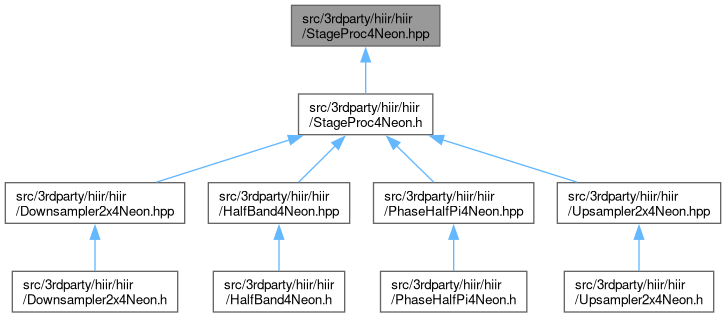 src/3rdparty/hiir/hiir
/StageProc4Neon.hpp
src/3rdparty/hiir/hiir
/StageProc4Neon.h
src/3rdparty/hiir/hiir
/Downsampler2x4Neon.hpp
src/3rdparty/hiir/hiir
/HalfBand4Neon.hpp
src/3rdparty/hiir/hiir
/PhaseHalfPi4Neon.hpp
src/3rdparty/hiir/hiir
/Upsampler2x4Neon.hpp
src/3rdparty/hiir/hiir
/Downsampler2x4Neon.h
src/3rdparty/hiir/hiir
/HalfBand4Neon.h
src/3rdparty/hiir/hiir
/PhaseHalfPi4Neon.h
src/3rdparty/hiir/hiir
/Upsampler2x4Neon.h